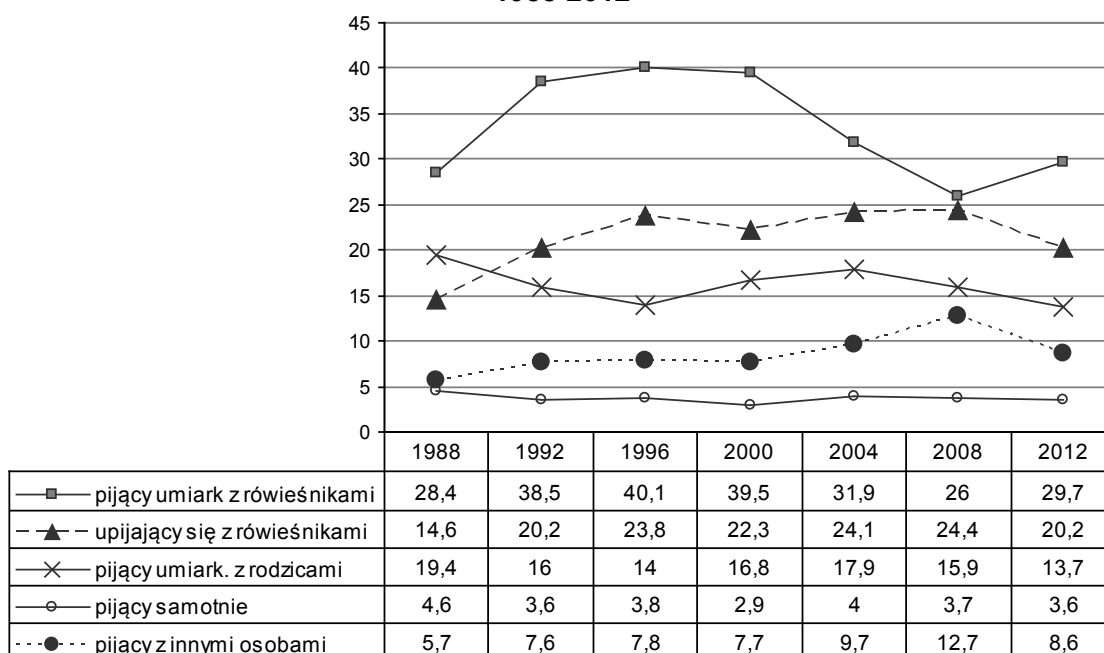 45
40
35
30
25
20
15
10
5
0
1988 1992 1996 2000 2004 2008 2012
pijący umiark z rówieśnikami 28,4 38,5 40,1 39,5 31,9 26 29,7
upijający się z rówieśnikami 14,6 20,2 23,8 22,3 24,1 24,4 20,2
pijący umiark. z rodzicami 19,4 16 14 16,8 17,9 15,9 13,7
pijący samotnie 4,6 3,6 3,8 2,9 4 3,7 3,6
pijący z innymi osobami 5,7 7,6 7,8 7,7 9,7 12,7 8,6